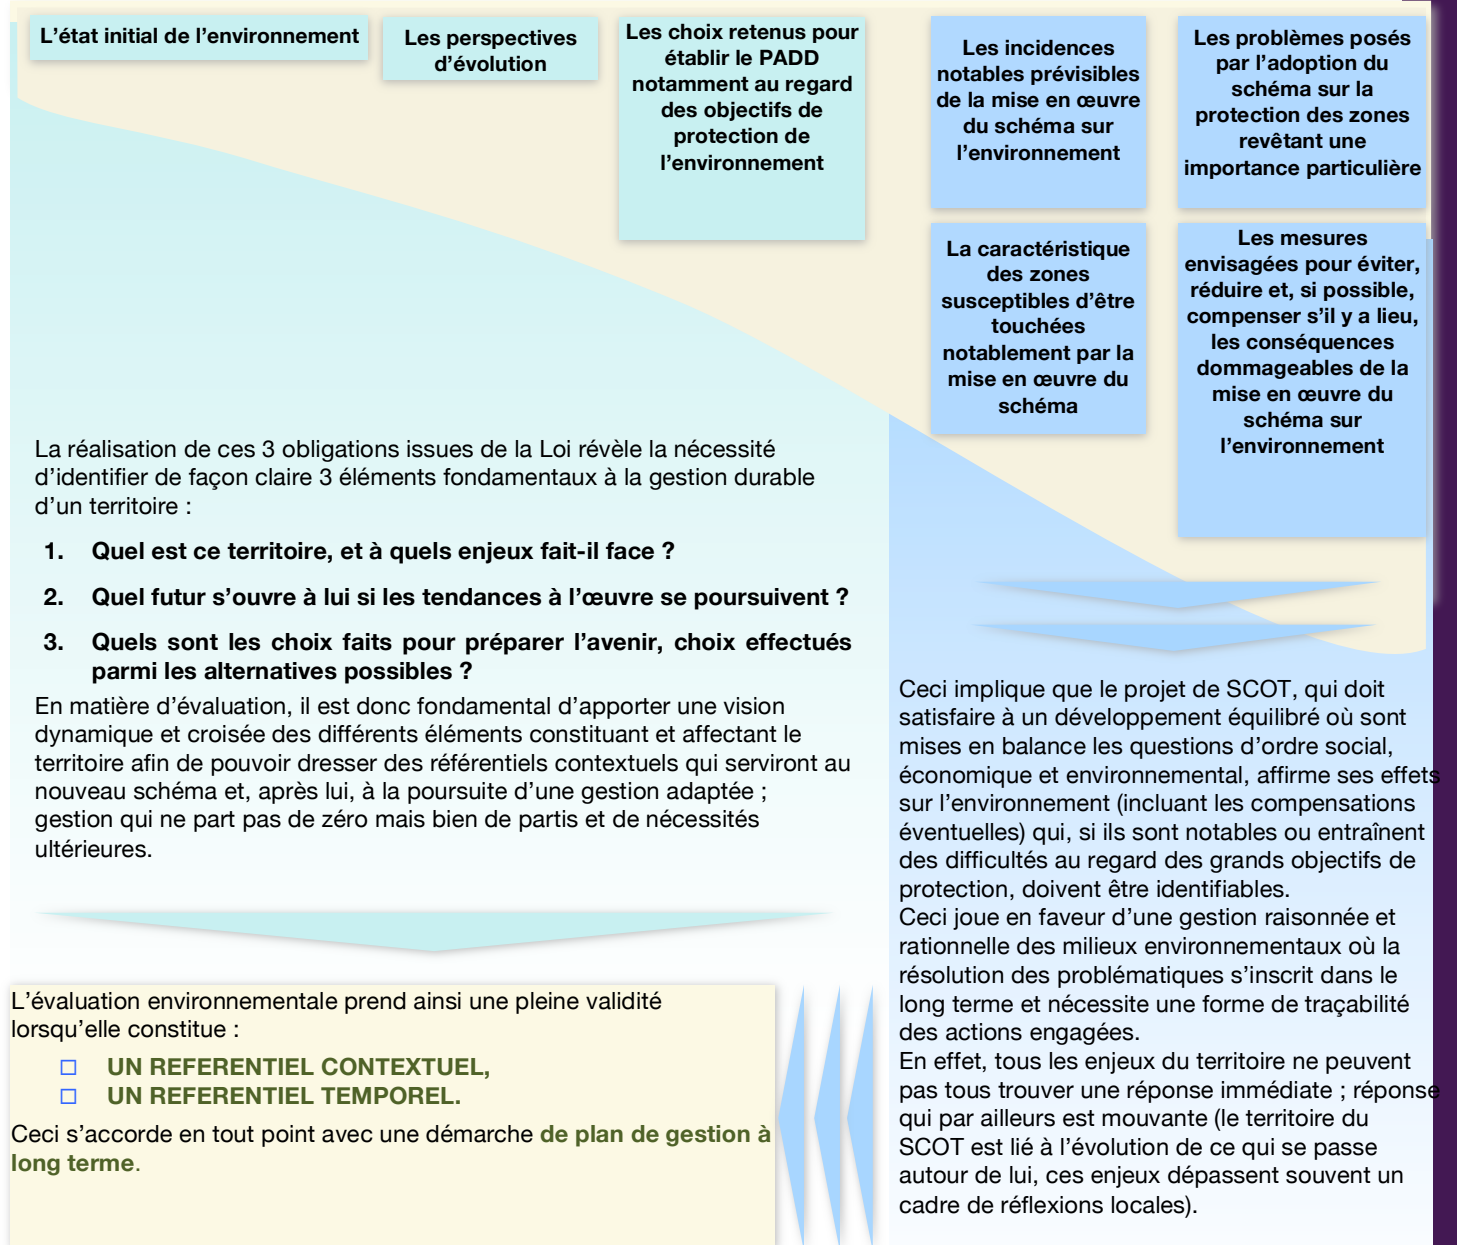 L’état initial de l’environnement
Les perspectives
d’évolution
Les choix retenus pour
établir le PADD
notamment au regard
des objectifs de
protection de
l’environnement
Les incidences
notables prévisibles
de la mise en œuvre
du schéma sur
l’environnement
Les problèmes posés
par l’adoption du
schéma sur la
protection des zones
revêtant une
importance particulière
La caractéristique
des zones
susceptibles d’être
touchées
notablement par la
mise en œuvre du
schéma
Les mesures
envisagées pour éviter,
réduire et, si possible,
compenser s’il y a lieu,
les conséquences
dommageables de la
mise en œuvre du
schéma sur
l’environnement
La réalisation de ces 3 obligations issues de la Loi révèle la nécessité
d’identifier de façon claire 3 éléments fondamentaux à la gestion durable
d’un territoire :
1. Quel est ce territoire, et à quels enjeux fait-il face ?
2. Quel futur s’ouvre à lui si les tendances à l’œuvre se poursuivent ?
3. Quels sont les choix faits pour préparer l’avenir, choix effectués
parmi les alternatives possibles ?
En matière d’évaluation, il est donc fondamental d’apporter une vision
dynamique et croisée des différents éléments constituant et affectant le
territoire afin de pouvoir dresser des référentiels contextuels qui serviront au
nouveau schéma et, après lui, à la poursuite d’une gestion adaptée ;
gestion qui ne part pas de zéro mais bien de partis et de nécessités
ultérieures.
L’évaluation environnementale prend ainsi une pleine validité
lorsqu’elle constitue :
□ UN REFERENTIEL CONTEXTUEL,
□ UN REFERENTIEL TEMPOREL.
Ceci s’accorde en tout point avec une démarche de plan de gestion à
long terme.
Ceci implique que le projet de SCOT, qui doit
satisfaire à un développement équilibré où sont
mises en balance les questions d’ordre social,
économique et environnemental, affirme ses effets
sur l’environnement (incluant les compensations
éventuelles) qui, si ils sont notables ou entraînent
des difficultés au regard des grands objectifs de
protection, doivent être identifiables.
Ceci joue en faveur d’une gestion raisonnée et
rationnelle des milieux environnementaux où la
résolution des problématiques s’inscrit dans le
long terme et nécessite une forme de traçabilité
des actions engagées.
En effet, tous les enjeux du territoire ne peuvent
pas tous trouver une réponse immédiate ; réponse
qui par ailleurs est mouvante (le territoire du
SCOT est lié à l’évolution de ce qui se passe
autour de lui, ces enjeux dépassent souvent un
cadre de réflexions locales).